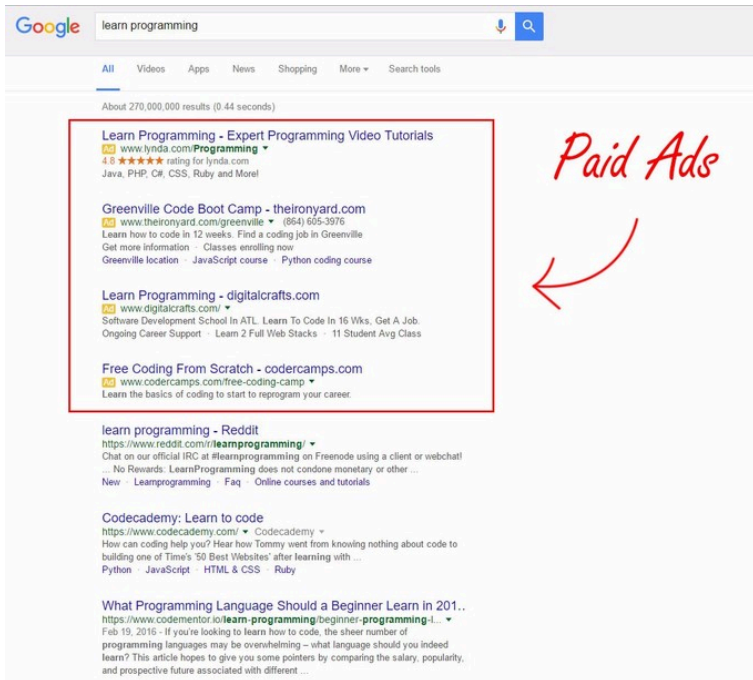 Google
learn programming
All Videos Apps News Shopping More Search tools
About 270,000,000 results (0.44 seconds)
Learn Programming - Expert Programming Video Tutorials
Ad www.lynda.com/Programming
4.8 ★★★★★ rating for lynda.com
Java, PHP, C#, CSS, Ruby and More!
Greenville Code Boot Camp - theironyard.com
Ad www.theironyard.com/greenville (864) 605-3976
Learn how to code in 12 weeks. Find a coding job in Greenville
Get more information · Classes enrolling now
Greenville location · JavaScript course · Python coding course
Learn Programming - digitalcrafts.com
Ad www.digitalcrafts.com/
Software Development School In ATL. Learn To Code In 16 Wks, Get A Job.
Ongoing Career Support · Learn 2 Full Web Stacks · 11 Student Avg Class
Free Coding From Scratch - codercamps.com
Ad www.codercamps.com/free-coding-camp
Learn the basics of coding to start to reprogram your career.
Paid Ads
learn programming - Reddit
https://www.reddit.com/r/learnprogramming/
Chat on our official IRC at #learnprogramming on Freenode using a client or webchat!
... No Rewards: LearnProgramming does not condone monetary or other ...
New · Learnprogramming · Faq · Online courses and tutorials
Codecademy: Learn to code
https://www.codecademy.com/ Codecademy
How can coding help you? Hear how Tommy went from knowing nothing about code to
building one of Time's '50 Best Websites' after learning with ...
Python · JavaScript · HTML & CSS · Ruby
What Programming Language Should a Beginner Learn in 201..
https://www.codementor.io/learn-programming/beginner-programming-l...
Feb 19, 2016 - If you're looking to learn how to code, the sheer number of
programming languages may be overwhelming – what language should you indeed
learn? This article hopes to give you some pointers by comparing the salary, popularity,
and prospective future associated with different ...